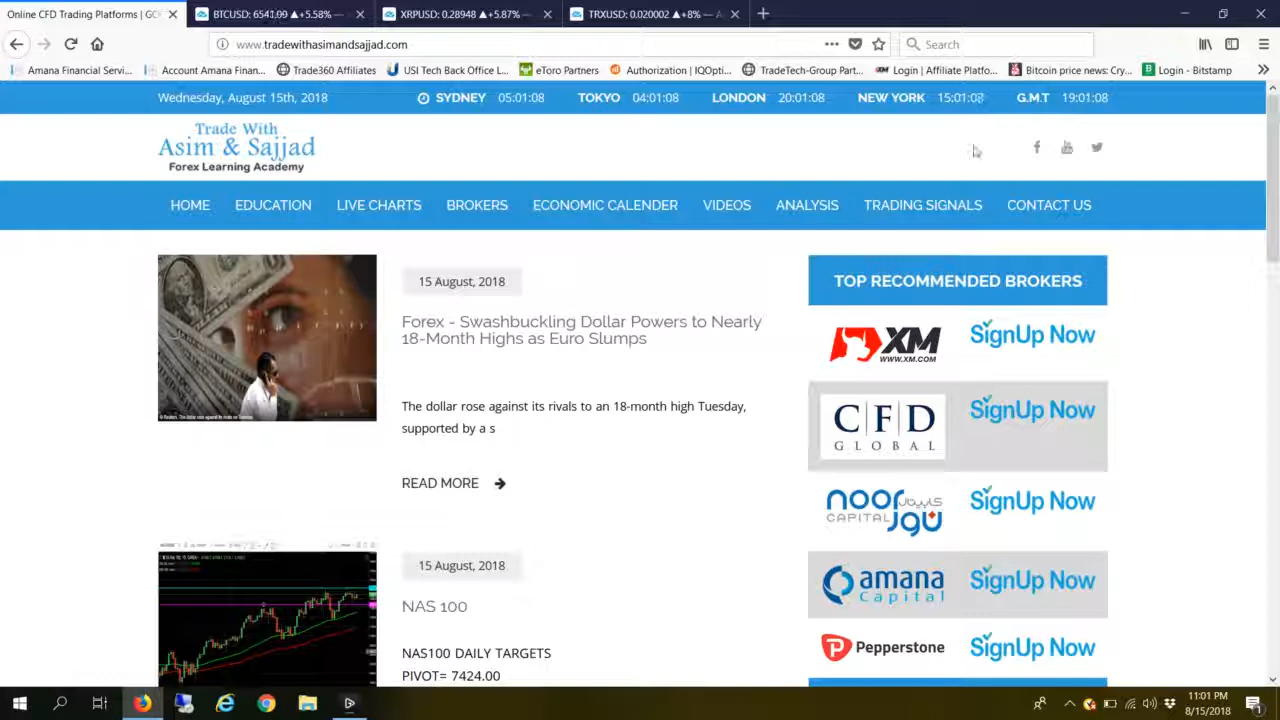 Online CFD Trading Platforms | GC
BTCUSD: 6541.99 ▲+5.58% —
XRPUSD: 0.28948 ▲+5.87% —
TRXUSD: 0.020002 ▲+8% — A
www.tradewithasimandsajjad.com
Search
Amana Financial Servi...
Account Amana Finan...
Trade360 Affiliates
USI Tech Back Office L...
eToro Partners
Authorization | IQOpti...
TradeTech-Group Part...
Login | Affiliate Platfo...
Bitcoin price news: Cry...
Login - Bitstamp
Wednesday, August 15th, 2018
SYDNEY 05:01:08 TOKYO 04:01:08 LONDON 20:01:08 NEW YORK 15:01:08 G.M.T 19:01:08
Trade With
Asim & Sajjad
Forex Learning Academy
HOME EDUCATION LIVE CHARTS BROKERS ECONOMIC CALENDER VIDEOS ANALYSIS TRADING SIGNALS CONTACT US
15 August, 2018
Forex - Swashbuckling Dollar Powers to Nearly
18-Month Highs as Euro Slumps
The dollar rose against its rivals to an 18-month high Tuesday,
supported by a s
READ MORE
15 August, 2018
NAS 100
NAS100 DAILY TARGETS
PIVOT= 7424.00
TOP RECOMMENDED BROKERS
XM
WWW.XM.COM
SignUp Now
C|F|D
GLOBAL
SignUp Now
noor
CAPITAL
SignUp Now
amana
capital
SignUp Now
Pepperstone
SignUp Now
11:01 PM
8/15/2018